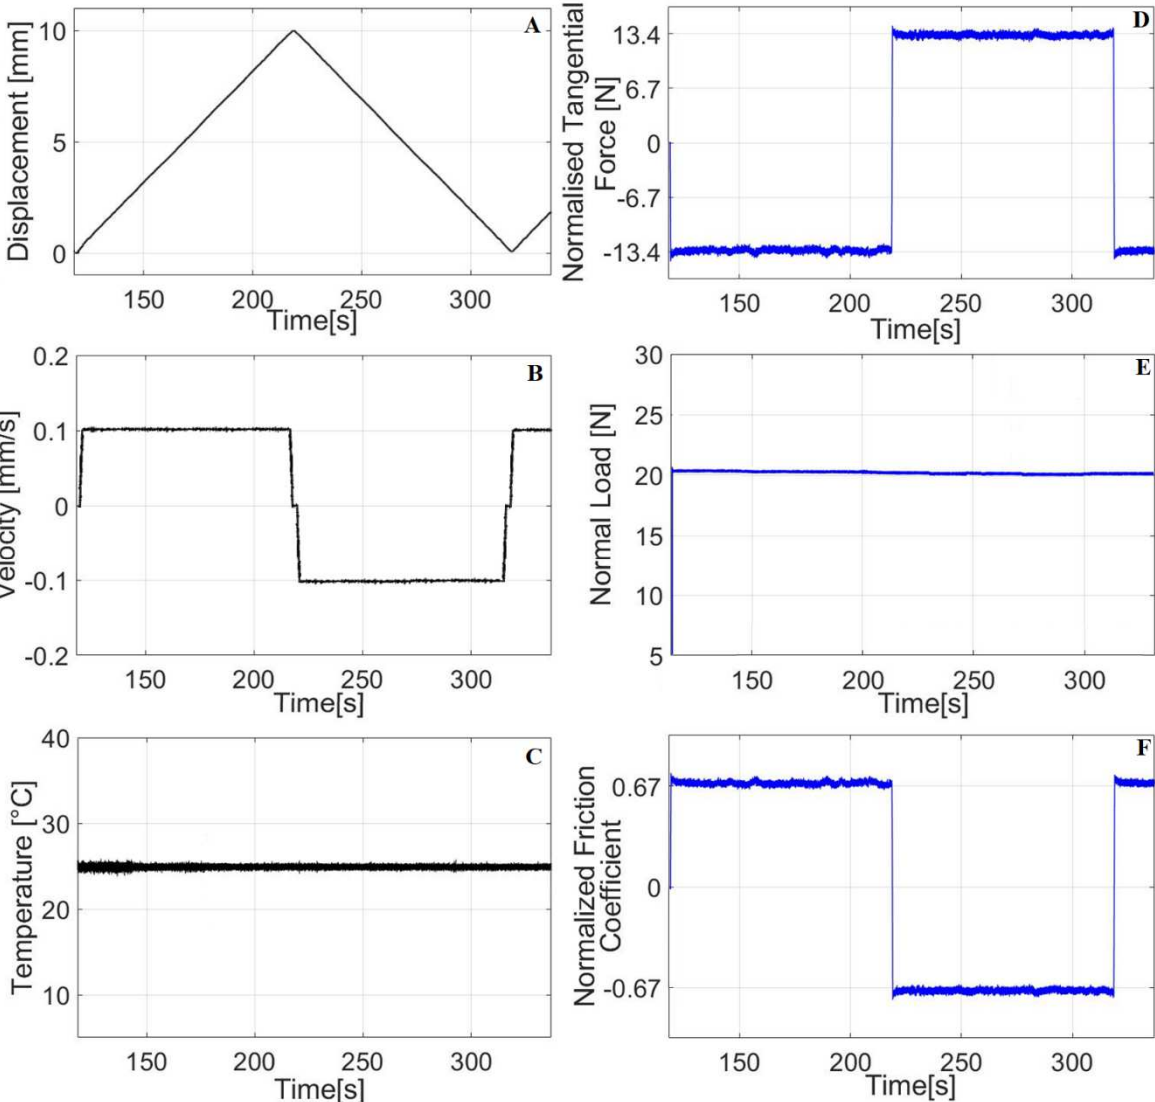 A
Displacement [mm]
10
5
0
150 200 250 300
Time[s]
D
Normalised Tangential
Force [N]
13.4
6.7
0
-6.7
-13.4
150 200 250 300
Time[s]
B
Velocity [mm/s]
0.2
0.1
0
-0.1
-0.2
150 200 250 300
Time[s]
E
Normal Load [N]
30
25
20
15
10
5
150 200 250 300
Time[s]
C
Temperature [°C]
40
30
20
10
150 200 250 300
Time[s]
F
Normalized Friction
Coefficient
0.67
0
-0.67
150 200 250 300
Time[s]